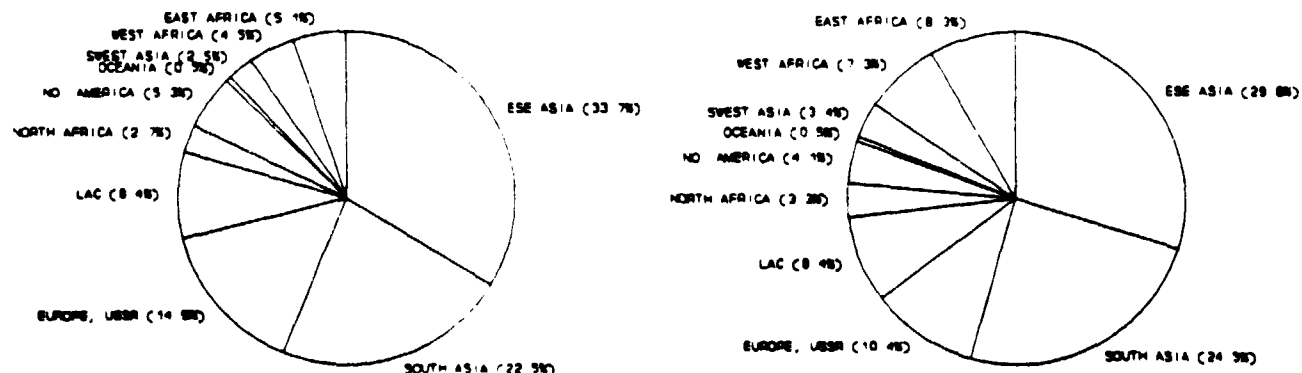 EAST AFRICA (5 1%)
WEST AFRICA (4 5%)
SWEST ASIA (2 5%)
OCEANIA (0 5%)
NO AMERICA (5 3%)
NORTH AFRICA (2 7%)
LAC (8 4%)
EUROPE, USSR (14 8%)
SOUTH ASIA (22 5%)
ESE ASIA (33 7%)
EAST AFRICA (8 3%)
WEST AFRICA (7 3%)
SWEST ASIA (3 4%)
OCEANIA (0 5%)
NO AMERICA (4 1%)
NORTH AFRICA (3 3%)
LAC (8 4%)
EUROPE, USSR (10 4%)
SOUTH ASIA (24 5%)
ESE ASIA (29 8%)